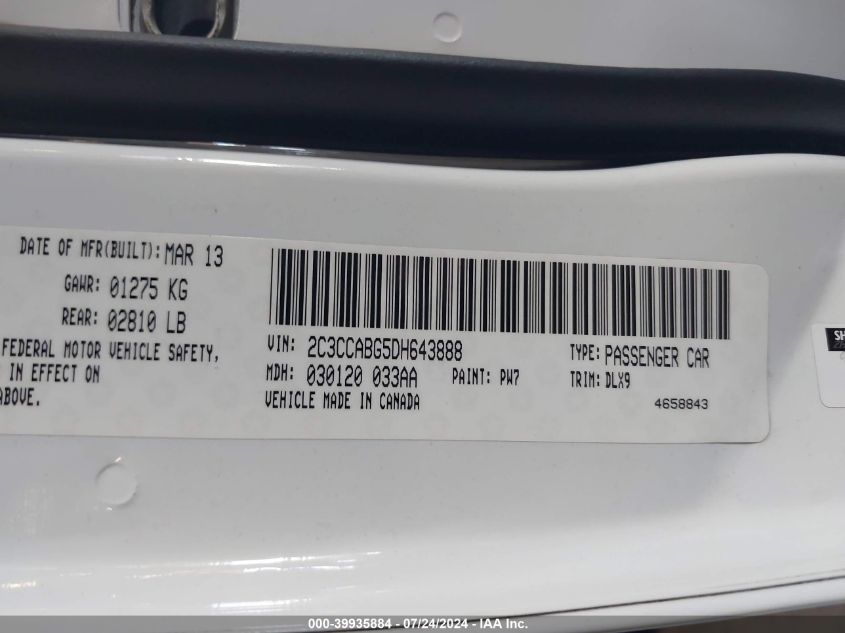 DATE OF MFR(BUILT): MAR 13
GAWR: 01275 KG
REAR: 02810 LB
FEDERAL MOTOR VEHICLE SAFETY,
IN EFFECT ON
ABOVE.
VIN: 2C3CCABG5DH643888
TYPE: PASSENGER CAR
MDH: 030120 033AA
PAINT: PW7
TRIM: DLX9
VEHICLE MADE IN CANADA
4658843
SH
000-39935884 / 07/24/2024 - IAA Inc.